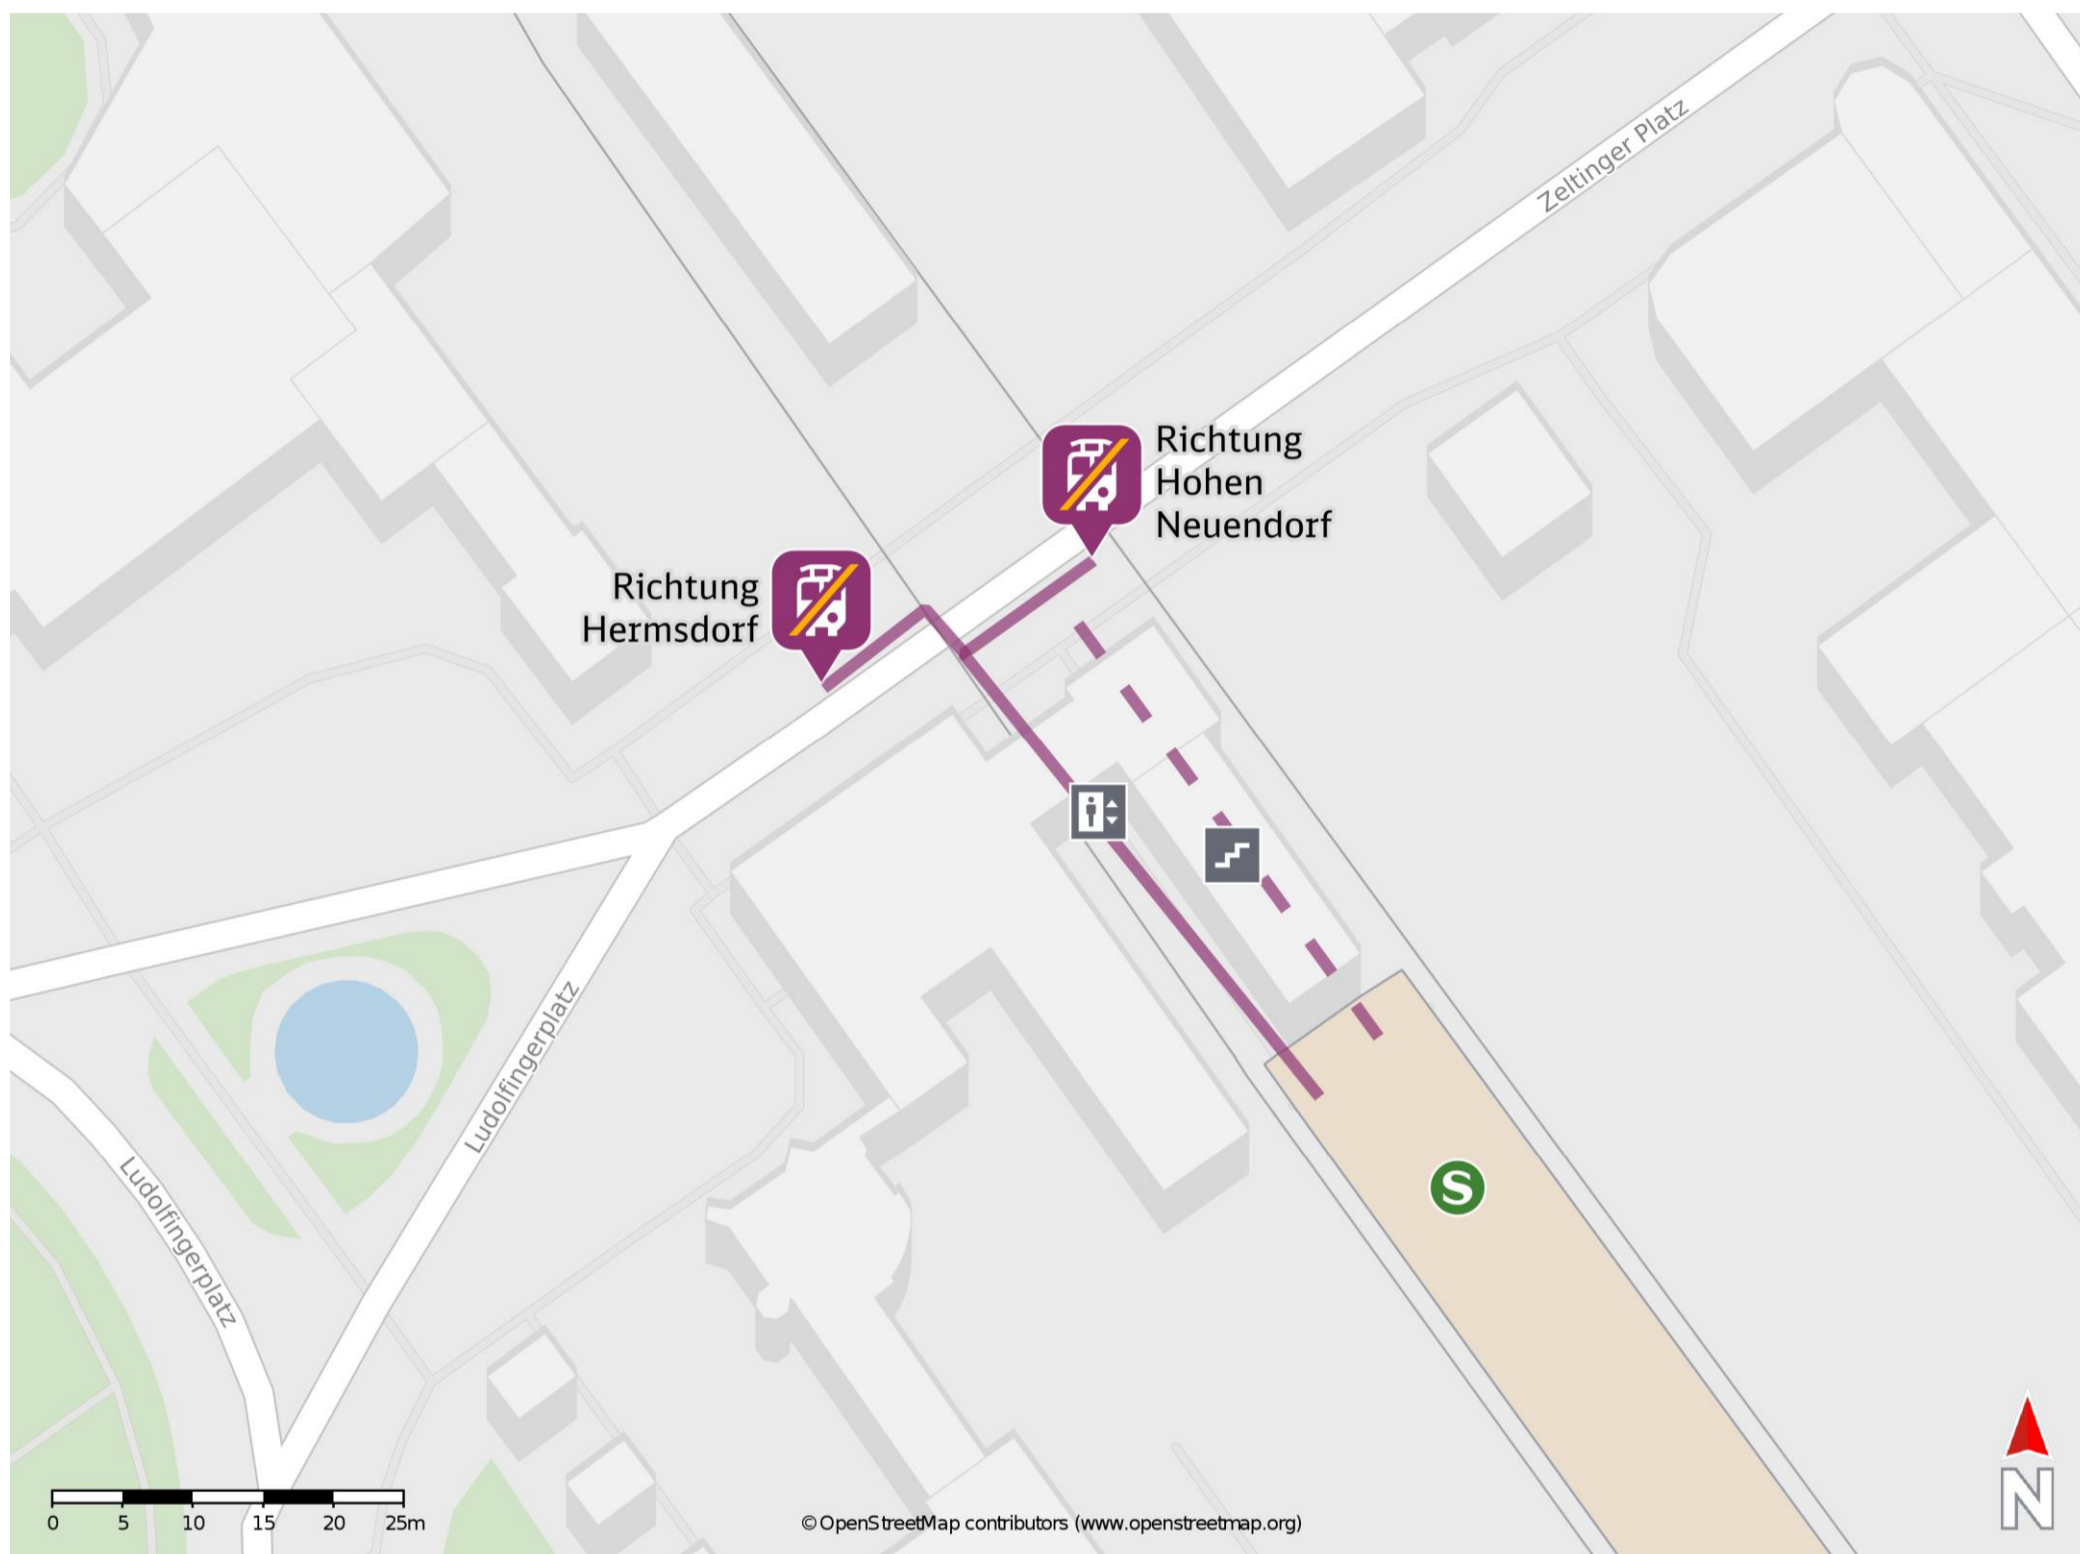 Zeltinger Platz
Richtung
Hohen
Neuendorf
Richtung
Hermsdorf
Ludolfingerplatz
Ludolfingerplatz
S
N
0 5 10 15 20 25m
©OpenStreetMap contributors (www.openstreetmap.org)